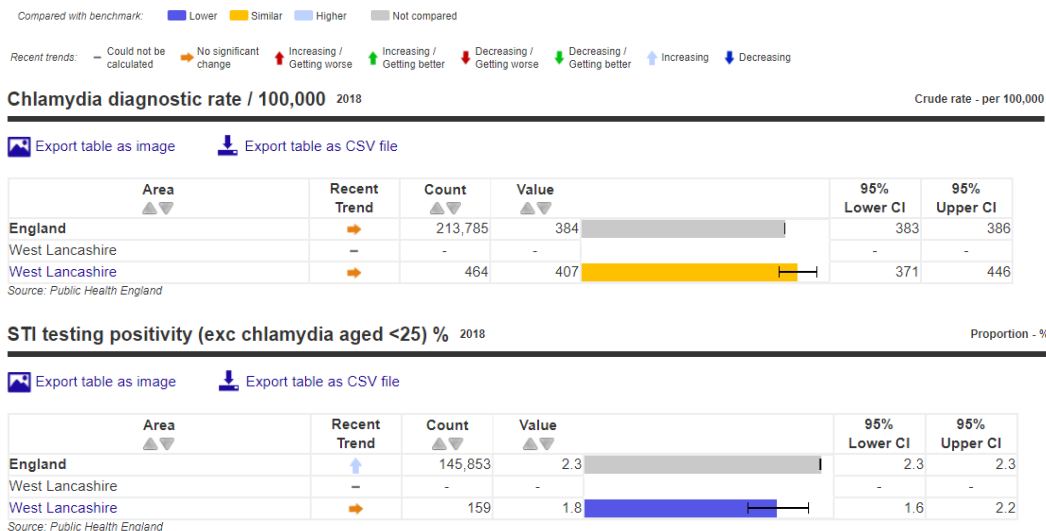 Compared with benchmark: Lower Similar Higher Not compared
Recent trends: – Could not be calculated No significant change Increasing / Getting worse Increasing / Getting better Decreasing / Getting worse Decreasing / Getting better Increasing Decreasing
Chlamydia diagnostic rate / 100,000 2018 Crude rate - per 100,000
Export table as image Export table as CSV file
Area Recent Trend Count Value 95% Lower CI 95% Upper CI
England 213,785 384 383 386
West Lancashire – - - - -
West Lancashire 464 407 371 446
Source: Public Health England
STI testing positivity (exc chlamydia aged <25) % 2018 Proportion - %
Export table as image Export table as CSV file
Area Recent Trend Count Value 95% Lower CI 95% Upper CI
England 145,853 2.3 2.3 2.3
West Lancashire – - - - -
West Lancashire 159 1.8 1.6 2.2
Source: Public Health England